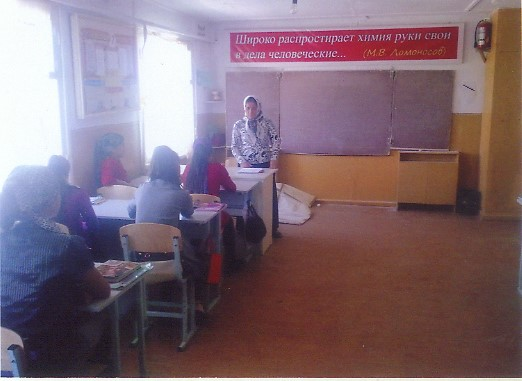 Широко распростирает химия руки свои
в дела человеческие...
(М.В Ломоносов)